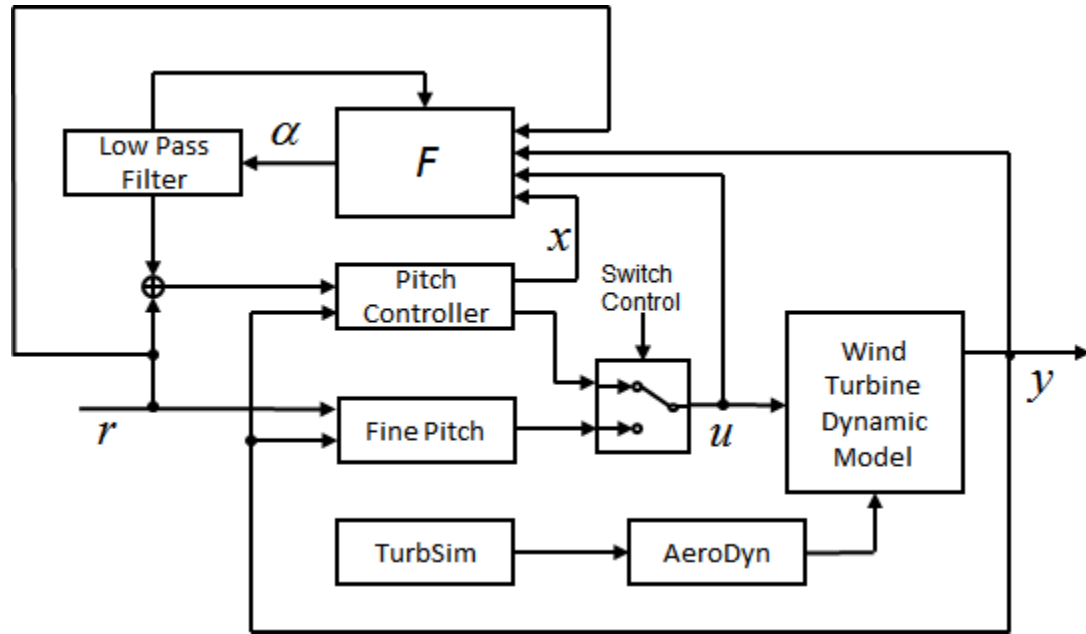 Low Pass
Filter
α
F
x
Pitch
Controller
Switch
Control
Wind
Turbine
Dynamic
Model
y
r
Fine Pitch
u
TurbSim
AeroDyn